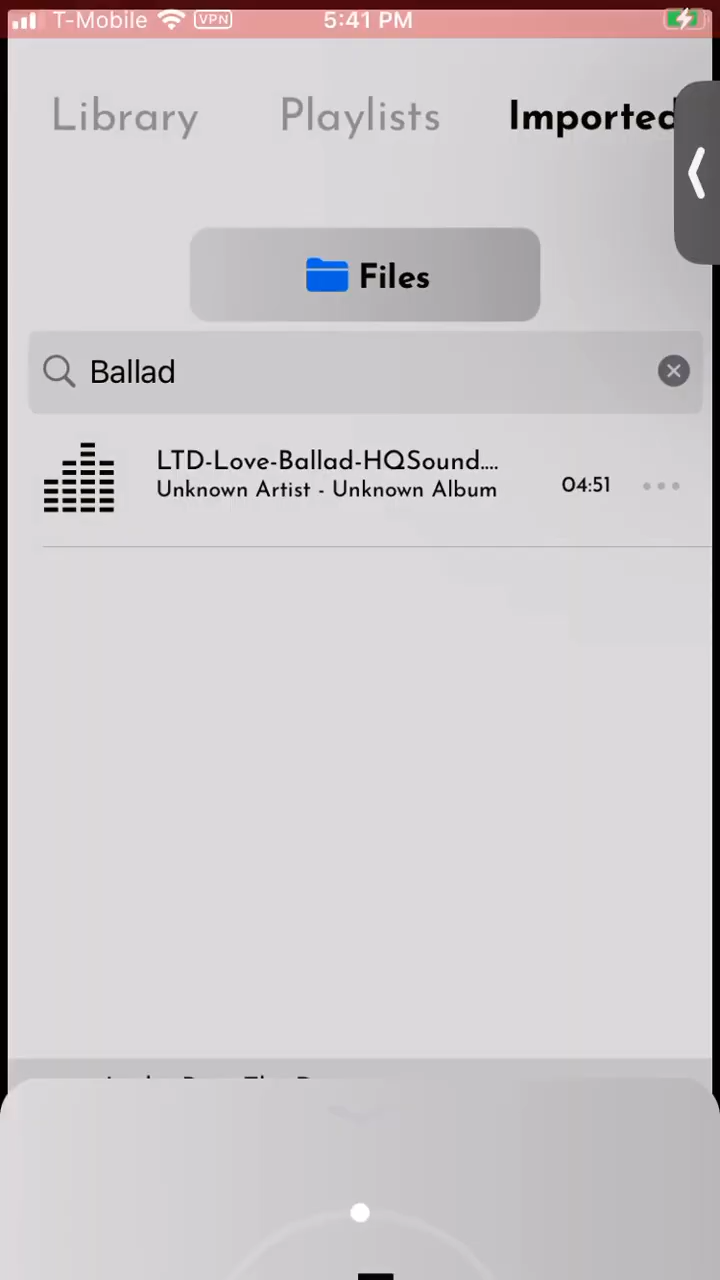 T-Mobile VPN 5:41 PM
Library Playlists Imported
Files
Ballad
LTD-Love-Ballad-HQSound....
Unknown Artist - Unknown Album
04:51